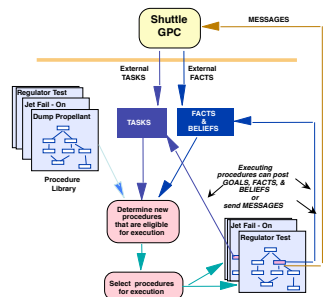 Shuttle
GPC
MESSAGES
External
TASKS
External
FACTS
Regulator Test
Jet Fail - On
Dump Propellant
Procedure
Library
TASKS
FACTS
&
BELIEFS
Executing
procedures can post
GOALS, FACTS, &
BELIEFS
or
send MESSAGES
Determine new
procedures
that are eligible
for execution
Jet Fail - On
Regulator Test
Select procedures
for execution